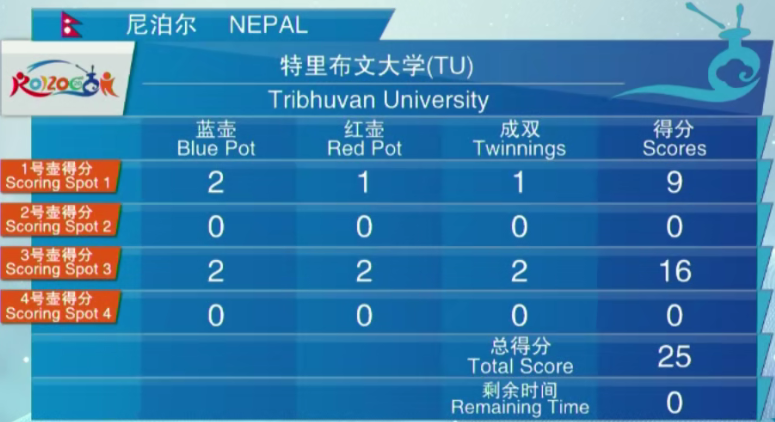 尼泊尔 NEPAL
ROBOCON
特里布文大学(TU)
Tribhuvan University
蓝壶 红壶 成双 得分
Blue Pot Red Pot Twinnings Scores
1号壶得分
Scoring Spot 1
2 1 1 9
2号壶得分
Scoring Spot 2
0 0 0 0
3号壶得分
Scoring Spot 3
2 2 2 16
4号壶得分
Scoring Spot 4
0 0 0 0
总得分
Total Score
25
剩余时间
Remaining Time
0